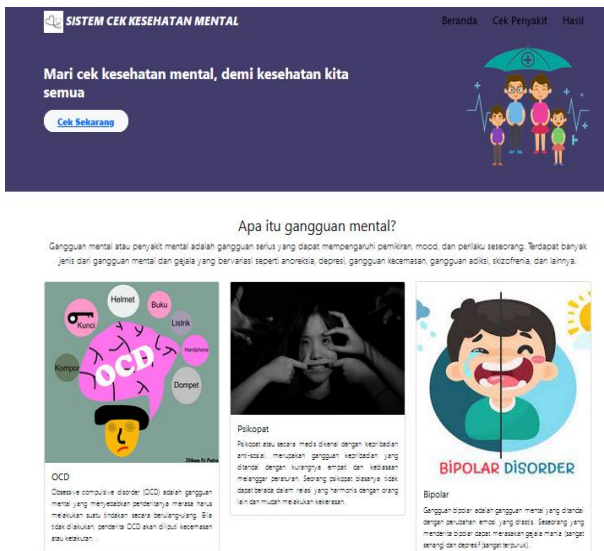 SISTEM CEK KESEHATAN MENTAL
Beranda Cek Penyakit Hasil
Mari cek kesehatan mental, demi kesehatan kita
semua
Cek Sekarang
Apa itu gangguan mental?
Gangguan mental atau penyakit mental adalah gangguan serius yang dapat mempengaruhi pemikiran, mood, dan perilaku seseorang. Terdapat banyak
jenis dari gangguan mental dan gejala yang bervariasi seperti anoreksia, depresi, gangguan kecemasan, gangguan adiksi, skizofrenia, dan lainnya.
Helmet
Buku
Kunci
Listrik
Handphone
Kompor
OCD
Dompet
OCD
Obsessive compulsive disorder (OCD) adalah gangguan
mental yang menyebabkan penderitanya merasa harus
melakukan suatu tindakan secara berulang-ulang. Bila
tidak dilakukan, penderita OCD akan diliputi kecemasan
atau ketakutan.
Psikopat
Psikopat atau secara medis dikenal dengan kepribadian
anti-sosial, merupakan gangguan kepribadian yang
ditandai dengan kurangnya empati dan kebiasaan
melanggar peraturan. Seorang psikopat biasanya tidak
dapat berada dalam relasi yang harmonis dengan orang
lain dan mudah melakukan kekerasan.
BIPOLAR DISORDER
Bipolar
Gangguan bipolar adalah gangguan mental yang ditandai
dengan perubahan emosi yang drastis. Seseorang yang
menderita bipolar dapat merasakan gejala mania (sangat
senang) dan depresif (sangat terpuruk).